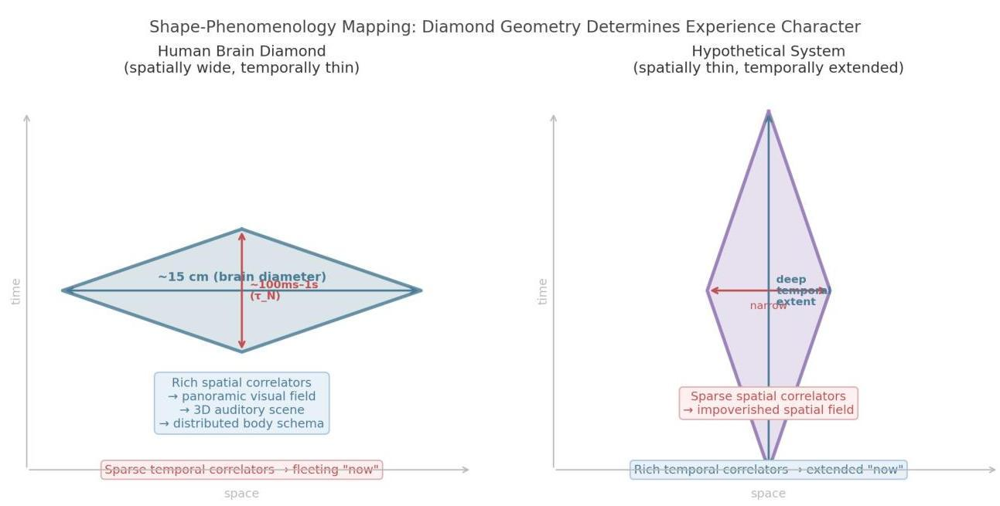 Shape-Phenomenology Mapping: Diamond Geometry Determines Experience Character
Human Brain Diamond
(spatially wide, temporally thin)
time
~15 cm (brain diameter)
~100ms–1s
(τ_N)
Rich spatial correlators
→ panoramic visual field
→ 3D auditory scene
→ distributed body schema
Sparse temporal correlators → fleeting "now"
space
Hypothetical System
(spatially thin, temporally extended)
time
deep
temporal
extent
narrow
Sparse spatial correlators
→ impoverished spatial field
Rich temporal correlators → extended "now"
space